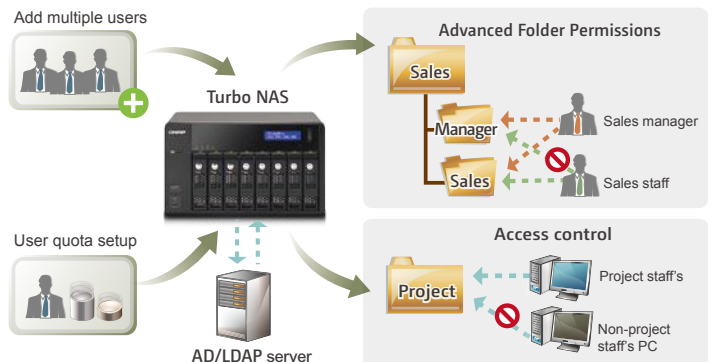 Add multiple users
Turbo NAS
QNAP
User quota setup
AD/LDAP server
Advanced Folder Permissions
Sales
Manager
Sales
Sales manager
Sales staff
Access control
Project
Project staff's
Non-project
staff's PC